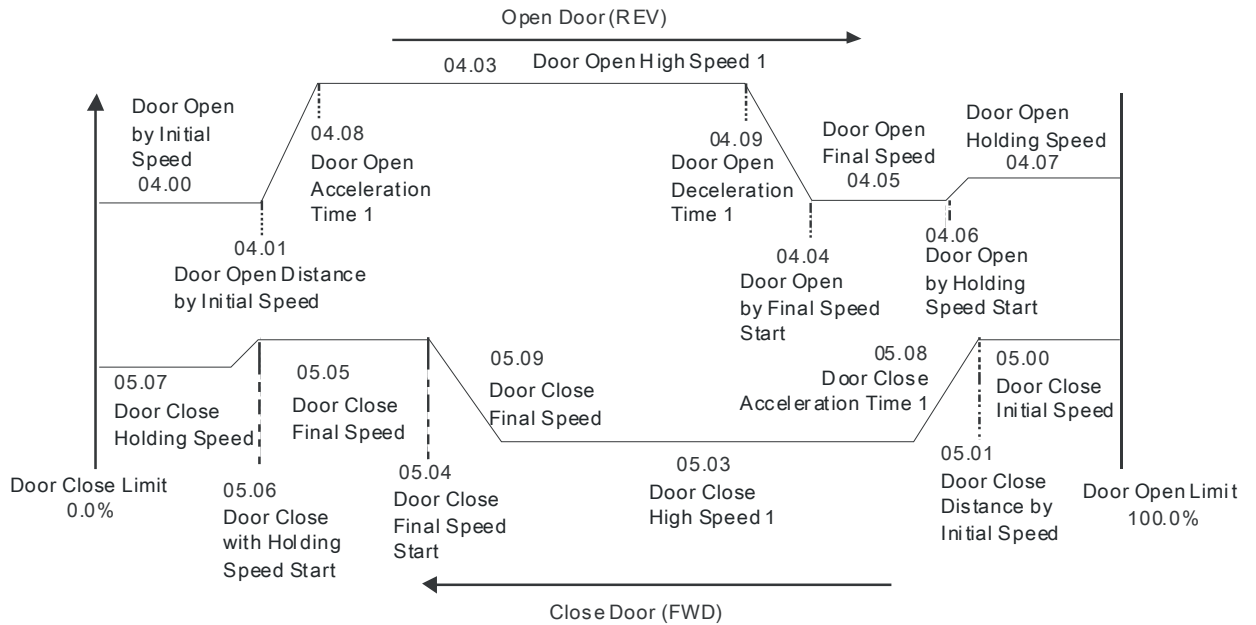 Open Door (REV)
04.03
Door Open High Speed 1
Door Open
by Initial
Speed
04.00
04.08
Door Open
Acceleration
Time 1
04.09
Door Open
Deceleration
Time 1
Door Open
Final Speed
04.05
Door Open
Holding Speed
04.07
04.01
Door Open Distance
by Initial Speed
04.04
Door Open
by Final Speed
Start
04.06
Door Open
by Holding
Speed Start
05.07
Door Close
Holding Speed
05.05
Door Close
Final Speed
05.09
Door Close
Final Speed
05.08
Door Close
Acceleration Time 1
05.00
Door Close
Initial Speed
Door Close Limit
0.0%
05.06
Door Close
with Holding
Speed Start
05.04
Door Close
Final Speed
Start
05.03
Door Close
High Speed 1
05.01
Door Close
Distance by
Initial Speed
Door Open Limit
100.0%
Close Door (FWD)